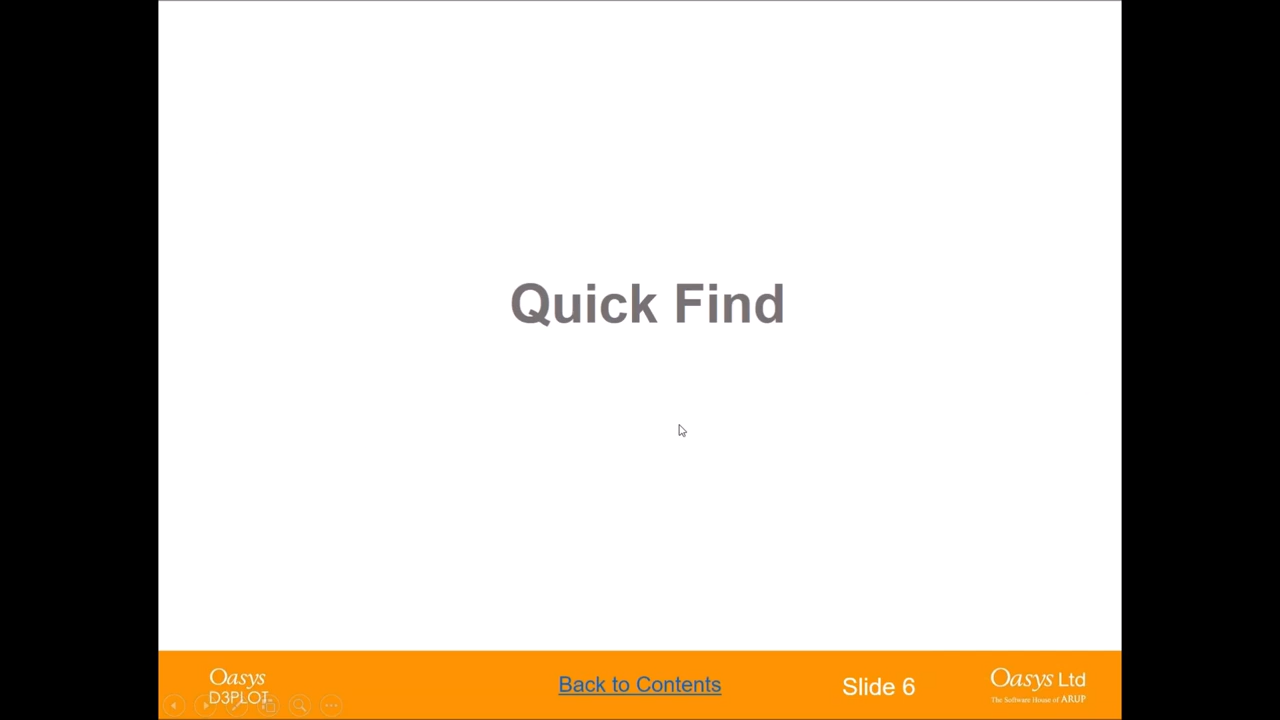 Quick Find
Oasys
D3PLOT
Back to Contents
Slide 6
Oasys Ltd
The Software House of ARUP